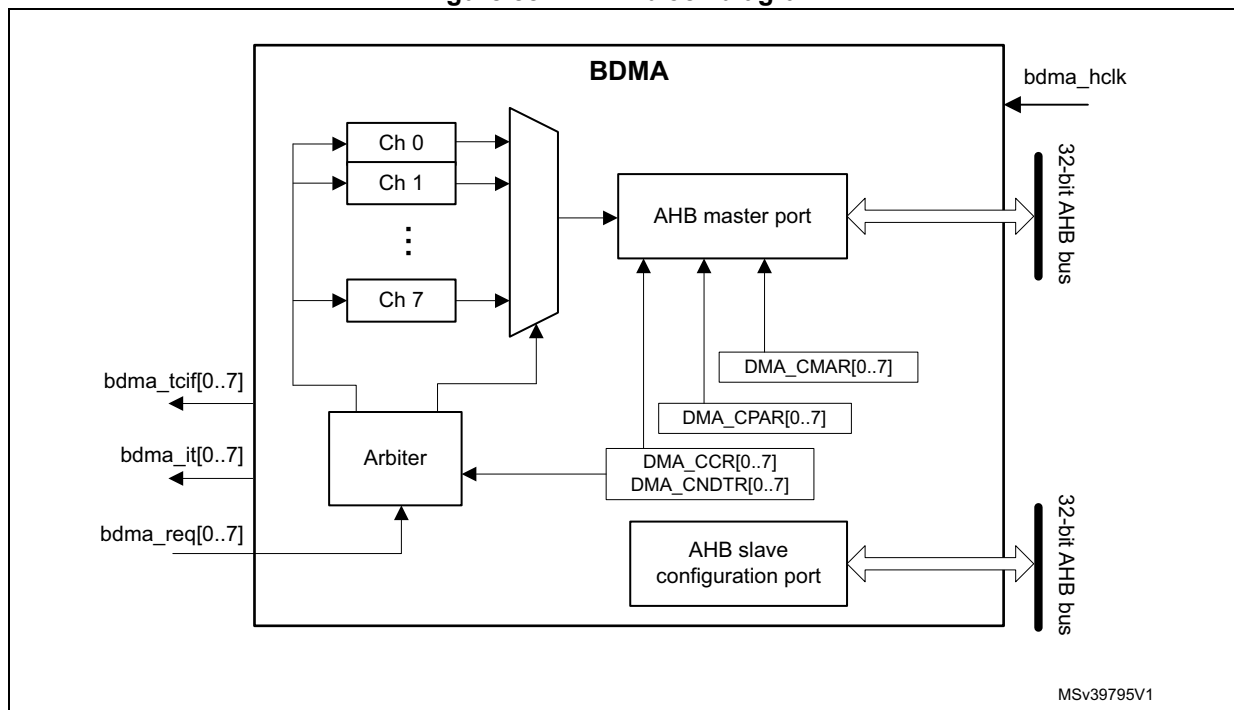 BDMA
bdma_hclk
Ch 0
Ch 1
Ch 7
AHB master port
32-bit AHB bus
DMA_CMAR[0..7]
bdma_tcif[0..7]
DMA_CPAR[0..7]
bdma_it[0..7]
Arbiter
DMA_CCR[0..7]
DMA_CNDTR[0..7]
bdma_req[0..7]
AHB slave
configuration port
32-bit AHB bus
MSv39795V1